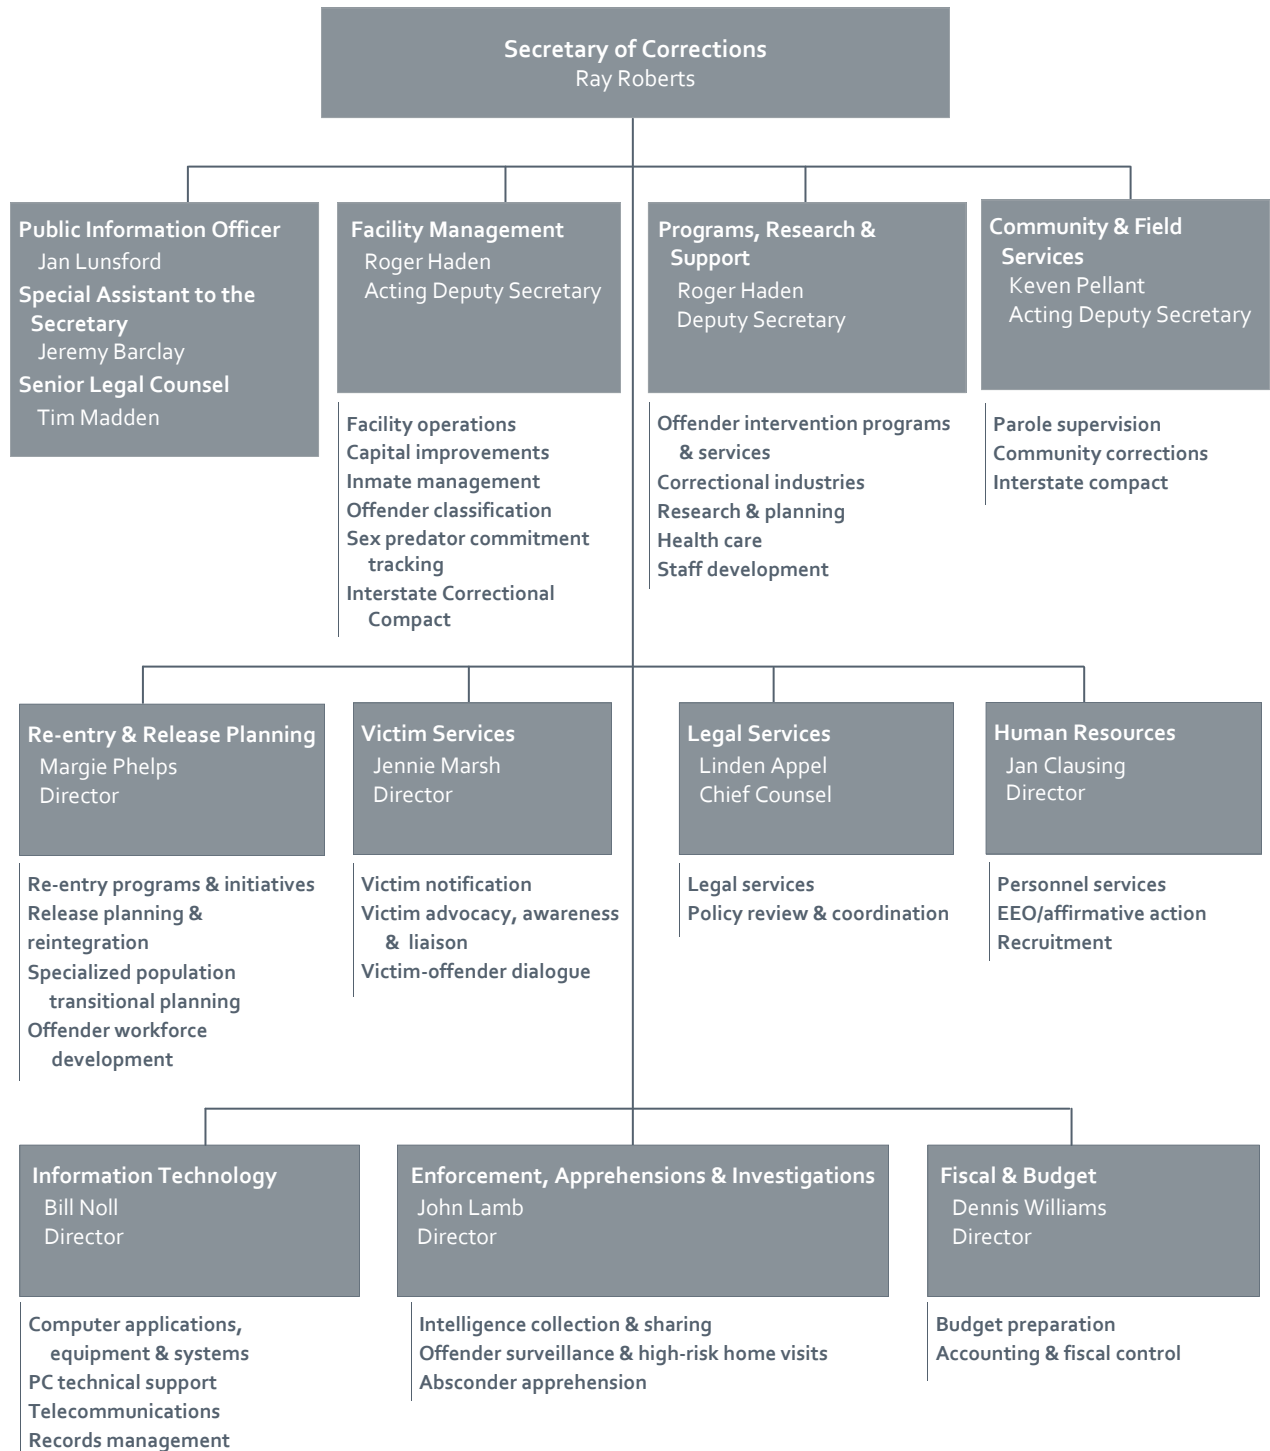 Secretary of Corrections
Ray Roberts
Public Information Officer
Jan Lunsford
Special Assistant to the
Secretary
Jeremy Barclay
Senior Legal Counsel
Tim Madden
Facility Management
Roger Haden
Acting Deputy Secretary
Facility operations
Capital improvements
Inmate management
Offender classification
Sex predator commitment
tracking
Interstate Correctional
Compact
Programs, Research &
Support
Roger Haden
Deputy Secretary
Offender intervention programs
& services
Correctional industries
Research & planning
Health care
Staff development
Community & Field
Services
Keven Pellant
Acting Deputy Secretary
Parole supervision
Community corrections
Interstate compact
Re-entry & Release Planning
Margie Phelps
Director
Re-entry programs & initiatives
Release planning &
reintegration
Specialized population
transitional planning
Offender workforce
development
Victim Services
Jennie Marsh
Director
Victim notification
Victim advocacy, awareness
& liaison
Victim-offender dialogue
Legal Services
Linden Appel
Chief Counsel
Legal services
Policy review & coordination
Human Resources
Jan Clausing
Director
Personnel services
EEO/affirmative action
Recruitment
Information Technology
Bill Noll
Director
Computer applications,
equipment & systems
PC technical support
Telecommunications
Records management
Enforcement, Apprehensions & Investigations
John Lamb
Director
Intelligence collection & sharing
Offender surveillance & high-risk home visits
Absconder apprehension
Fiscal & Budget
Dennis Williams
Director
Budget preparation
Accounting & fiscal control